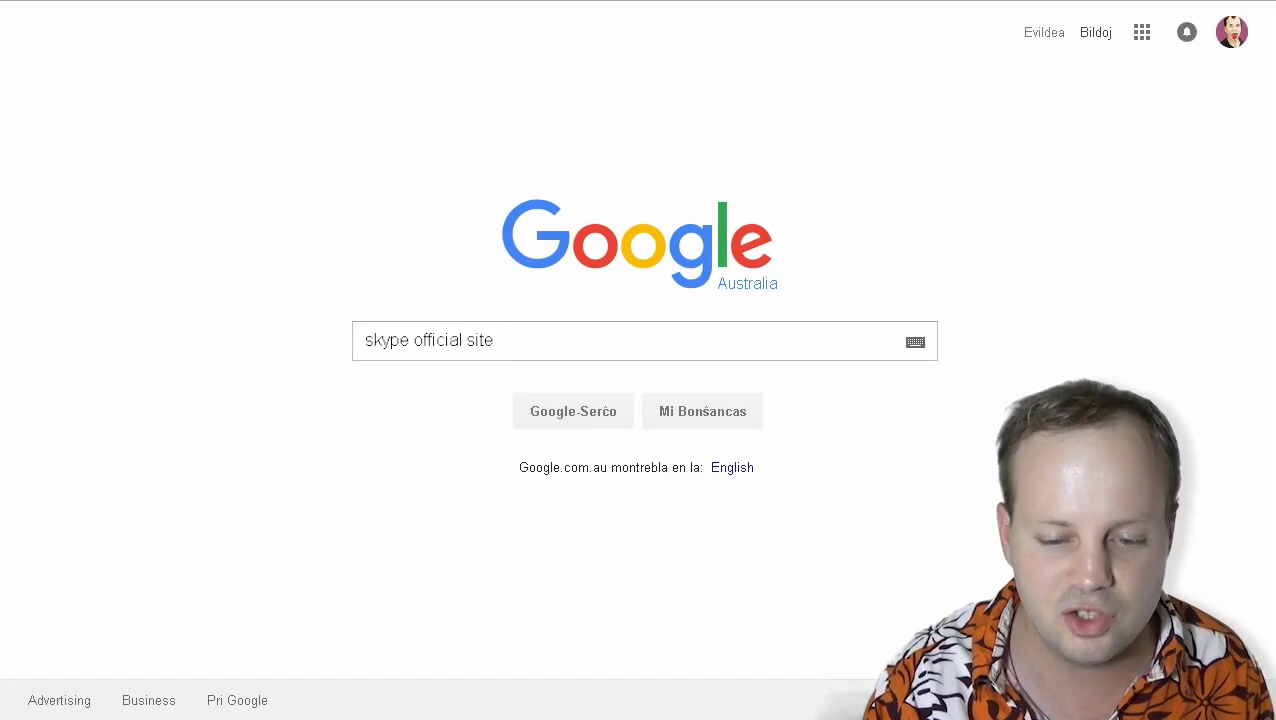 Evildea Bildoj
Google
Australia
skype official site
Google-Serĉo Mi Bonŝancas
Google.com.au montrebla en la: English
Advertising Business Pri Google